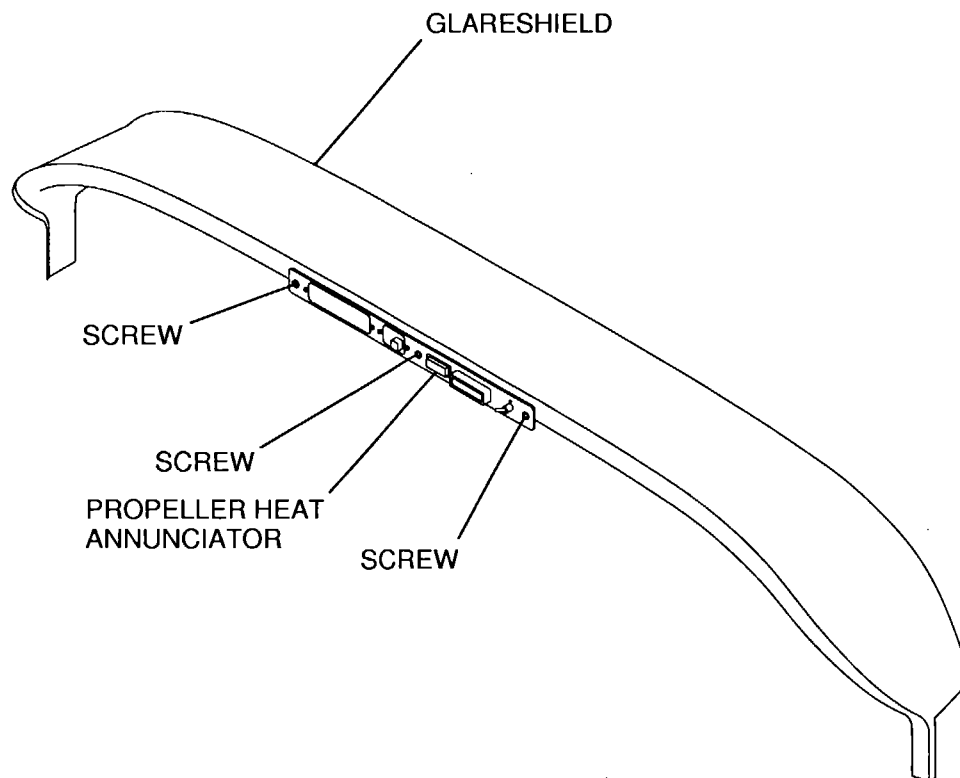 GLARESHIELD
SCREW
SCREW
PROPELLER HEAT
ANNUNCIATOR
SCREW